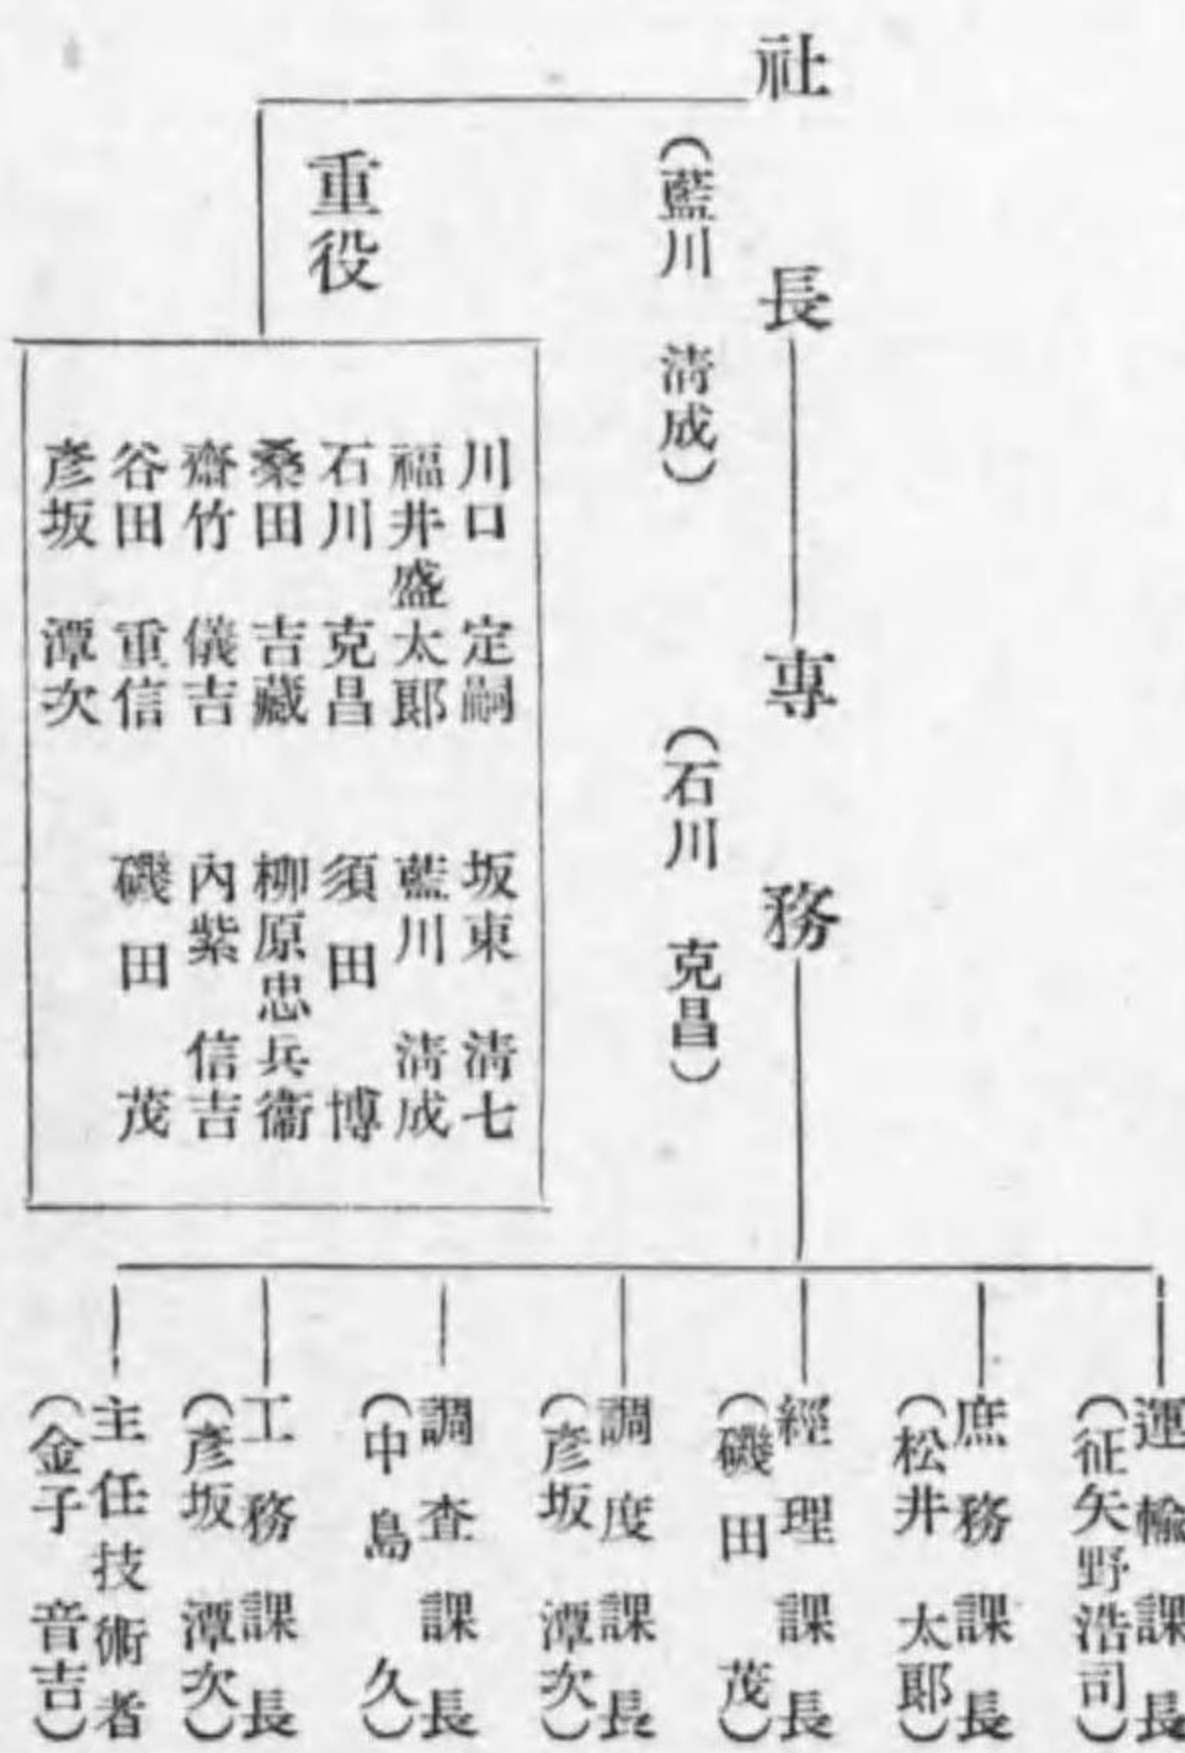 社長
(藍川 清成)
專務
(石川 克昌)
重役
川口 定嗣
福井盛太郎
石川 克昌
桑田 吉藏
齋竹 儀吉
谷田 重信
彥坂 潭次
坂東 清七
藍川 清成
須田 博
柳原忠兵衞
內紫 信吉
磯田 茂
運輸課長
(征矢野浩司)
庶務課長
(松井 太郎)
經理課長
(磯田 茂)
調度課長
(彥坂 潭次)
調査課長
(中島 久)
工務課長
(彥坂 潭次)
主任技術者
(金子 音吉)